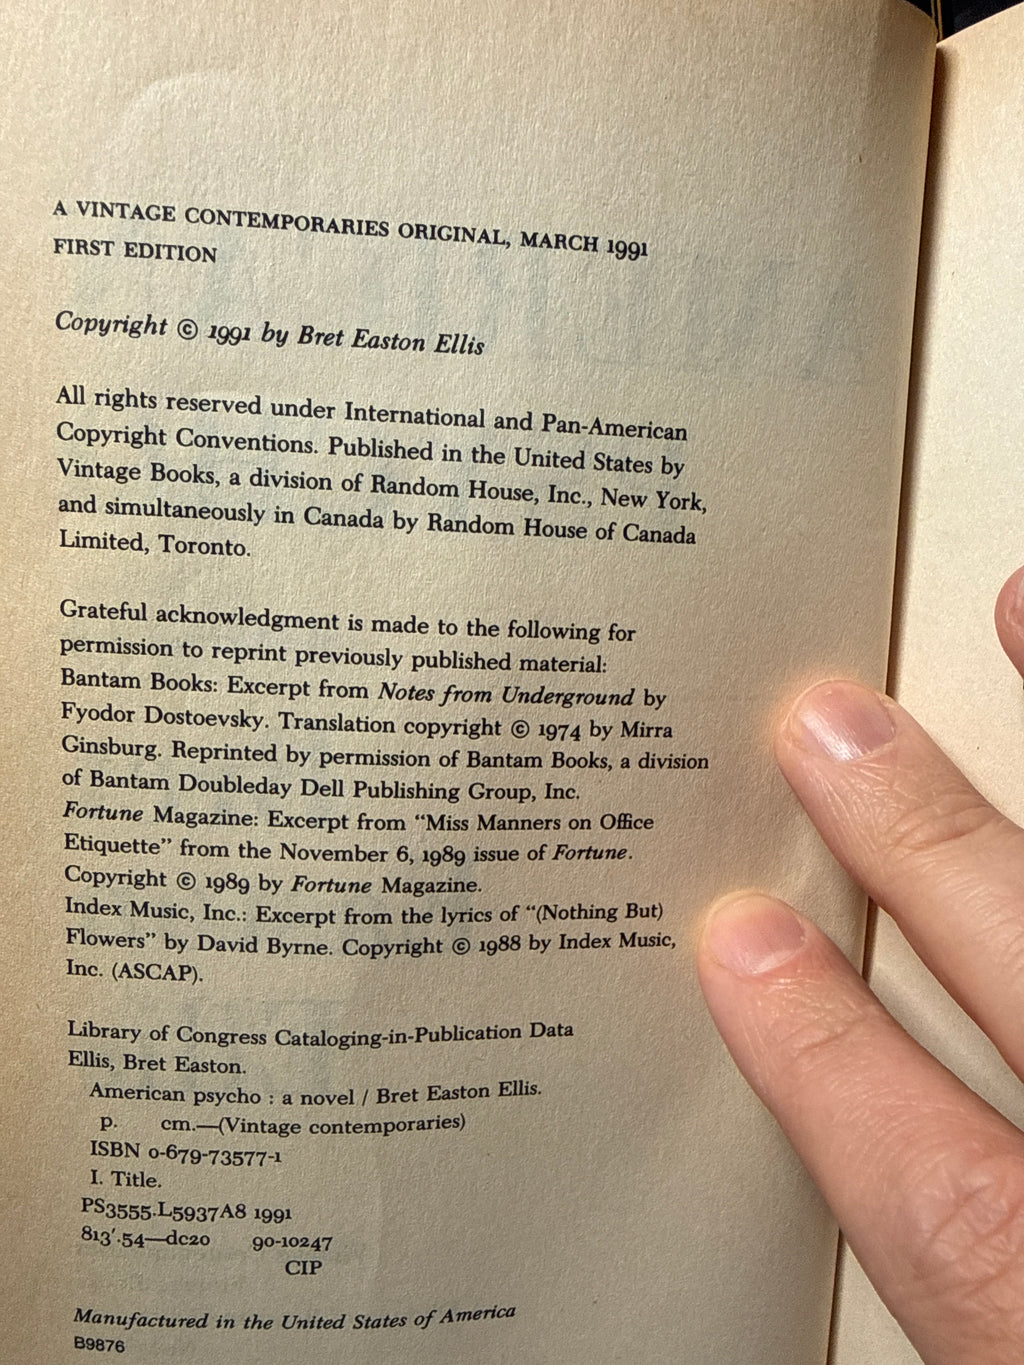 A VINTAGE CONTEMPORARIES ORIGINAL, MARCH 1991
FIRST EDITION
Copyright © 1991 by Bret Easton Ellis
All rights reserved under International and Pan-American
Copyright Conventions. Published in the United States by
Vintage Books, a division of Random House, Inc., New York,
and simultaneously in Canada by Random House of Canada
Limited, Toronto.
Grateful acknowledgment is made to the following for
permission to reprint previously published material:
Bantam Books: Excerpt from Notes from Underground by
Fyodor Dostoevsky. Translation copyright © 1974 by Mirra
Ginsburg. Reprinted by permission of Bantam Books, a division
of Bantam Doubleday Dell Publishing Group, Inc.
Fortune Magazine: Excerpt from “Miss Manners on Office
Etiquette” from the November 6, 1989 issue of Fortune.
Copyright © 1989 by Fortune Magazine.
Index Music, Inc.: Excerpt from the lyrics of “(Nothing But)
Flowers” by David Byrne. Copyright © 1988 by Index Music,
Inc. (ASCAP).
Library of Congress Cataloging-in-Publication Data
Ellis, Bret Easton.
American psycho : a novel / Bret Easton Ellis.
p. cm.—(Vintage contemporaries)
ISBN 0-679-73577-1
I. Title.
PS3555.L5937A8 1991
813′.54—dc20 90-10247
CIP
Manufactured in the United States of America
B9876